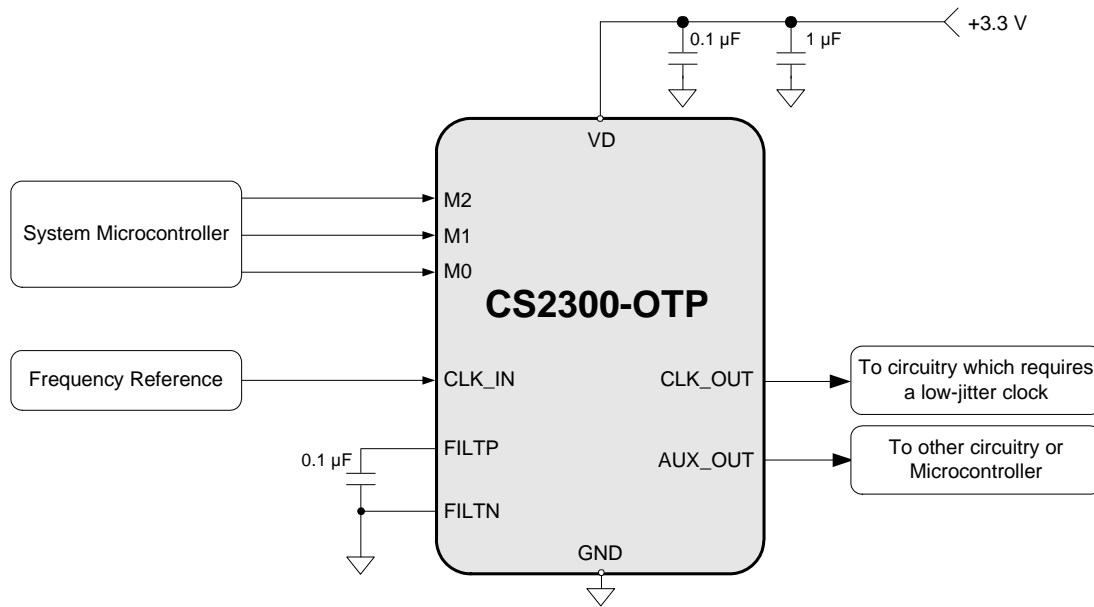 +3.3 V
0.1 µF
1 µF
VD
System Microcontroller
M2
M1
M0
CS2300-OTP
Frequency Reference
CLK_IN
CLK_OUT
To circuitry which requires
a low-jitter clock
0.1 µF
FILTP
AUX_OUT
To other circuitry or
Microcontroller
FILTN
GND